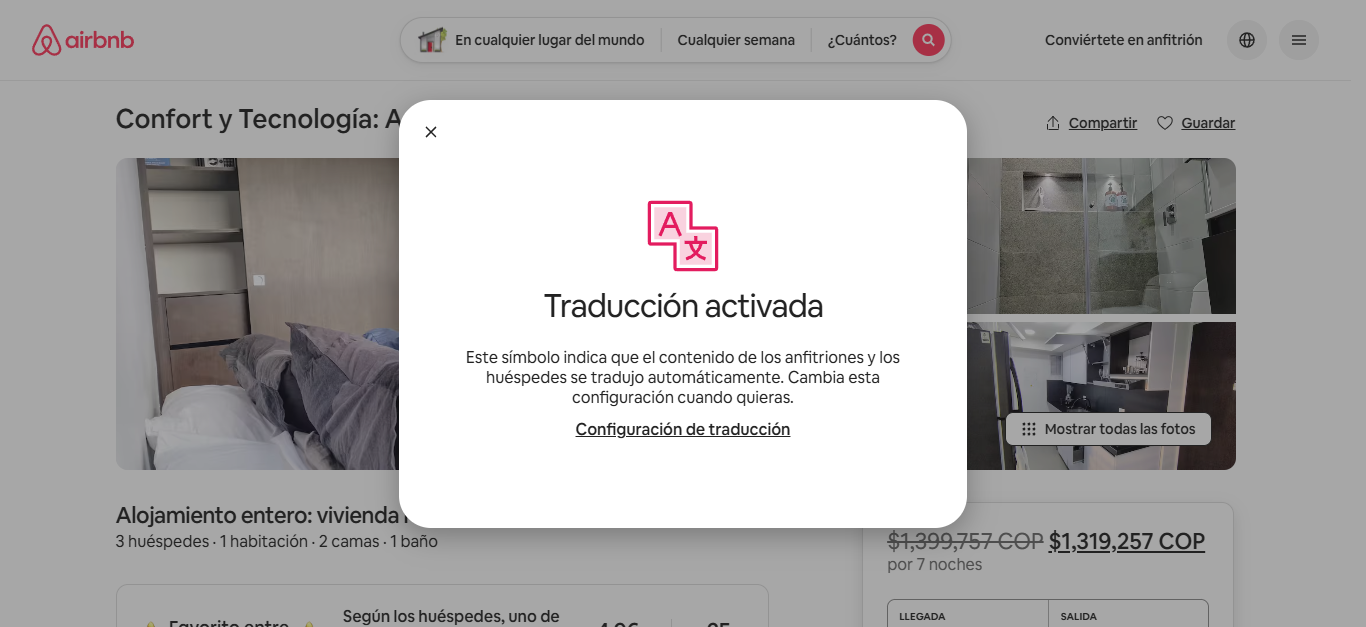 airbnb
En cualquier lugar del mundo
Cualquier semana
¿Cuántos?
Conviértete en anfitrión
Confort y Tecnología:
Compartir
Guardar
A 文
Traducción activada
Este símbolo indica que el contenido de los anfitriones y los
huéspedes se tradujo automáticamente. Cambia esta
configuración cuando quieras.
Configuración de traducción
Mostrar todas las fotos
Alojamiento entero: vivienda
3 huéspedes · 1 habitación · 2 camas · 1 baño
$1,399,757 COP $1,319,257 COP
por 7 noches
Favorito entre
Según los huéspedes, uno de
LLEGADA
SALIDA